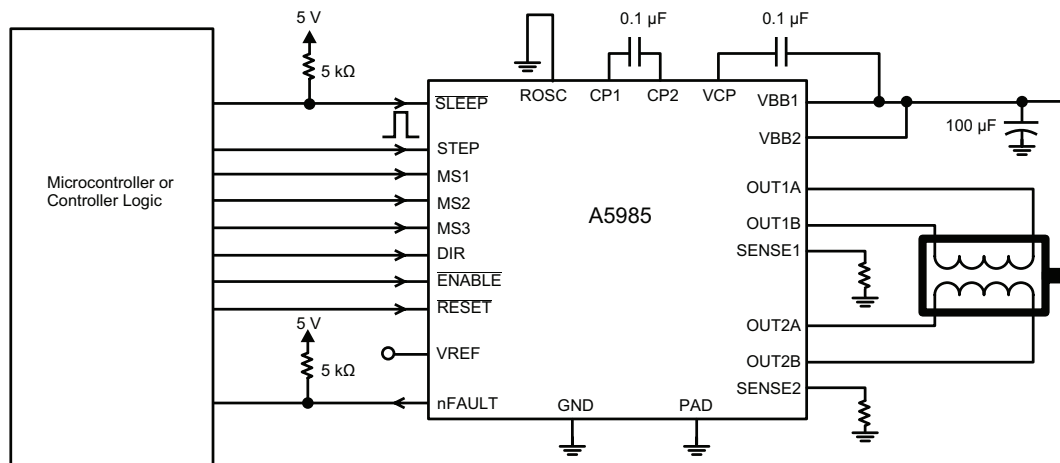 5 V
5 kΩ
0.1 µF
0.1 µF
SLEEP
ROSC
CP1
CP2
VCP
VBB1
VBB2
100 µF
STEP
MS1
MS2
MS3
DIR
ENABLE
RESET
Microcontroller or
Controller Logic
A5985
OUT1A
OUT1B
SENSE1
OUT2A
OUT2B
SENSE2
5 V
5 kΩ
VREF
nFAULT
GND
PAD